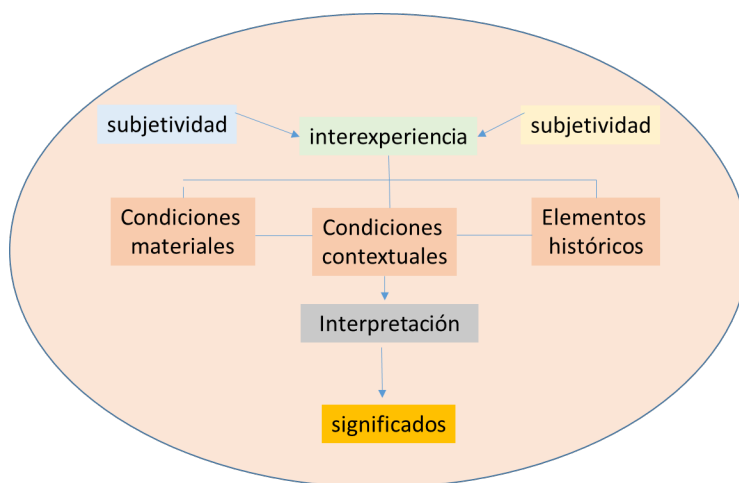 subjetividad
interexperiencia
subjetividad
Condiciones
materiales
Condiciones
contextuales
Elementos
históricos
Interpretación
significados